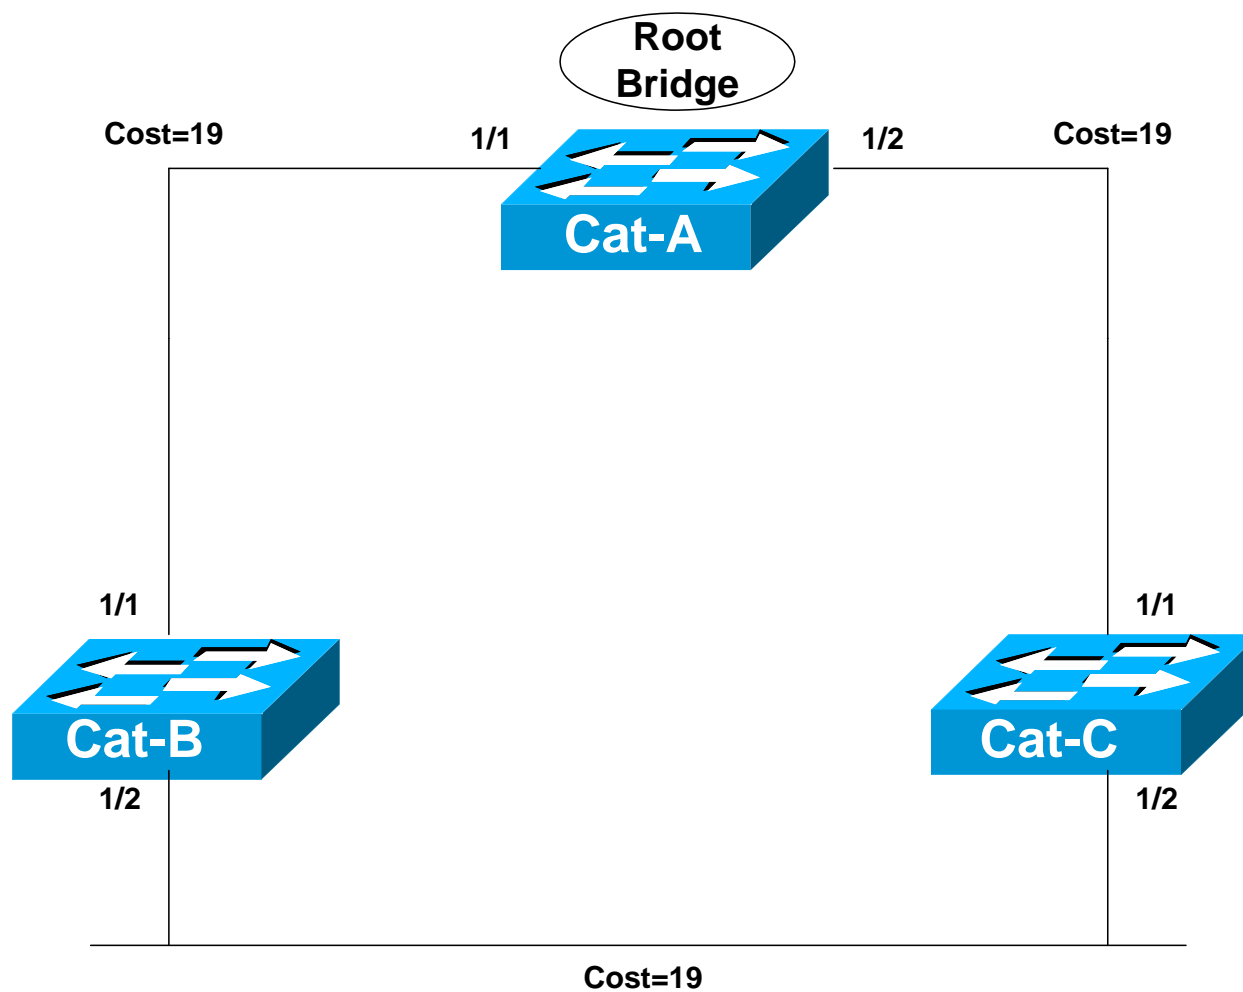 Root
Bridge
Cost=19
1/1
1/2
Cost=19
Cat-A
1/1
1/1
Cat-B
Cat-C
1/2
1/2
Cost=19